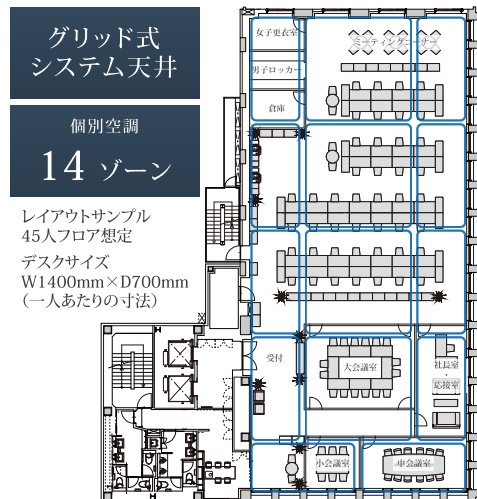 グリッド式
システム天井
個別空調
14 ゾーン
レイアウトサンプル
45人フロア想定
デスクサイズ
W1400mm×D700mm
（一人あたりの寸法）
女子更衣室
ミーティングコーナー
男子ロッカー
倉庫
受付
大会議室
社長室
・
応接室
小会議室
中会議室